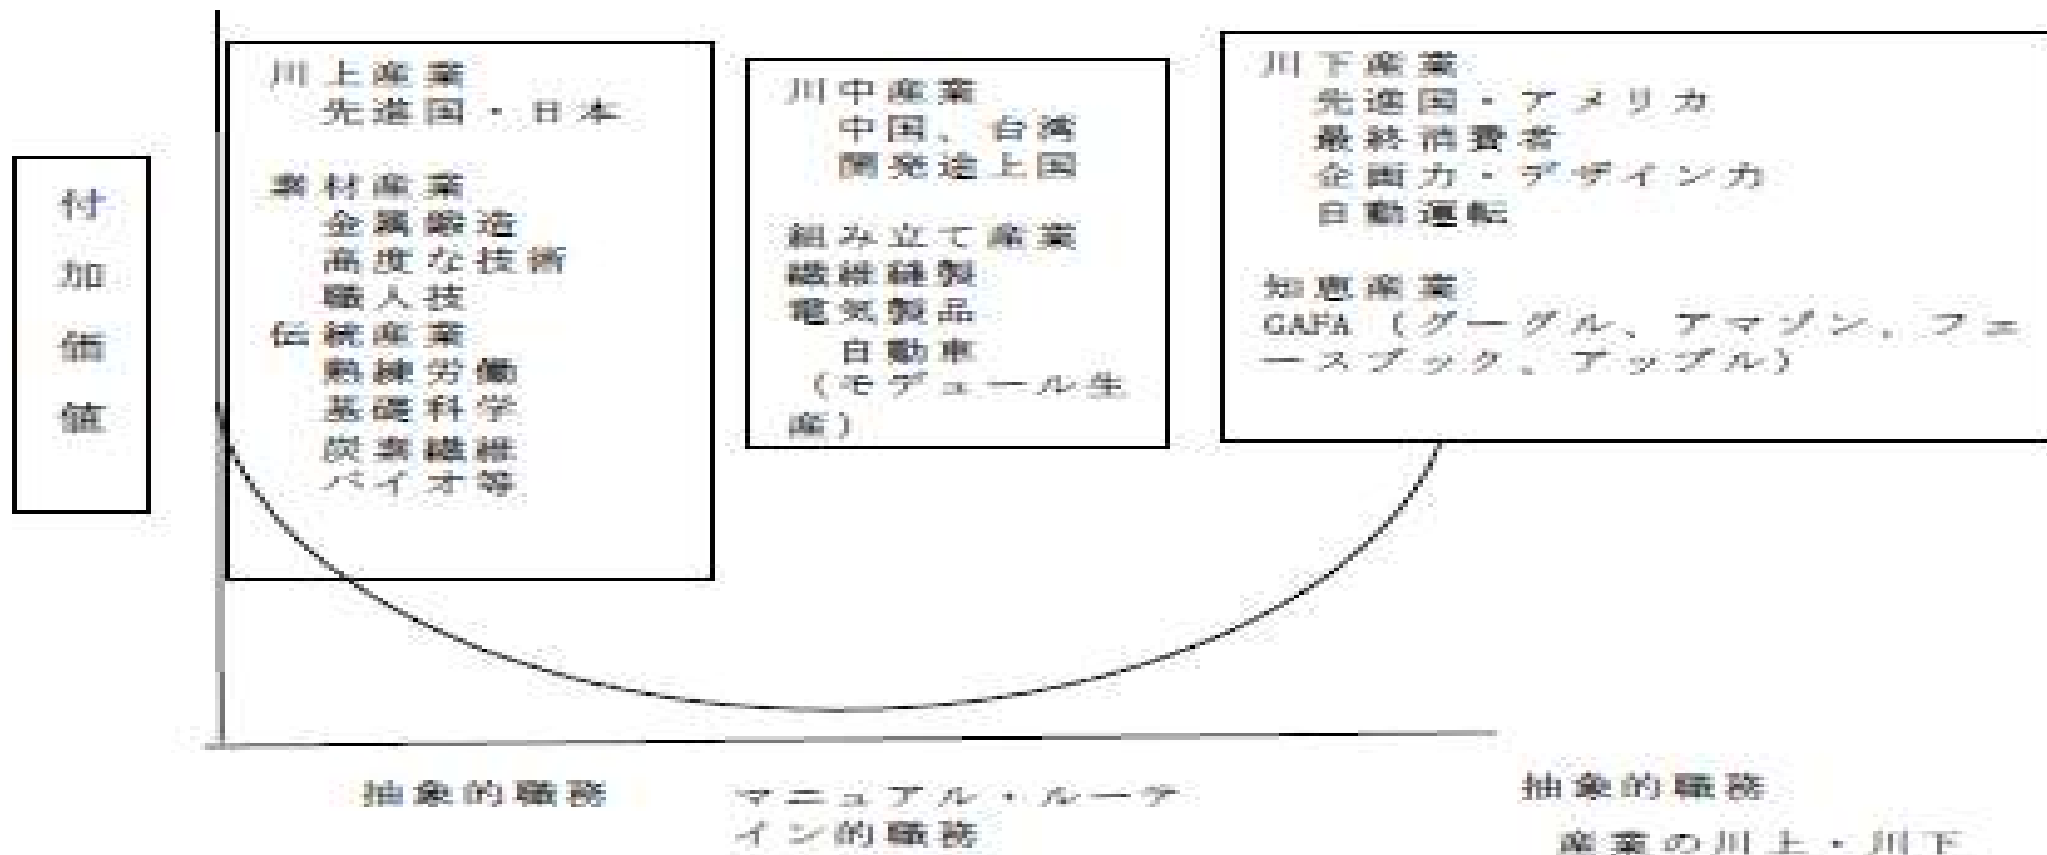 付
加
価
値
川上産業
先進国・日本
素材産業
金属鍛造
高度な技術
職人技
伝統産業
熟練労働
基礎科学
炭素繊維
バイオ等
川中産業
中国、台湾
開発途上国
組み立て産業
繊維縫製
電気製品
自動車
(モデュール生
産)
川下産業
先進国・アメリカ
最終消費者
企画力・デザイン力
自動運転
知恵産業
GAFA (グーグル、アマゾン、フェ
ースブック、アップル)
抽象的職務
マニュアル・ルーテ
イン的職務
抽象的職務
産業の川上・川下